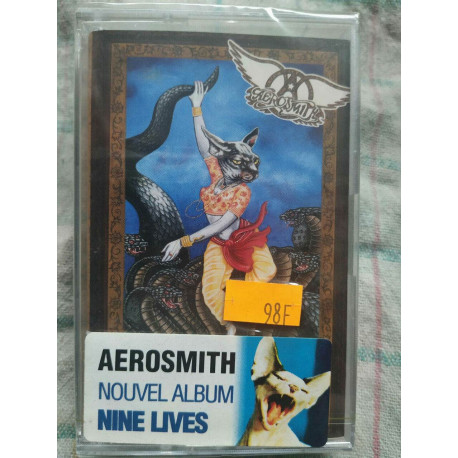 AEROSMITH
98F
AEROSMITH
NOUVEL ALBUM
NINE LIVES